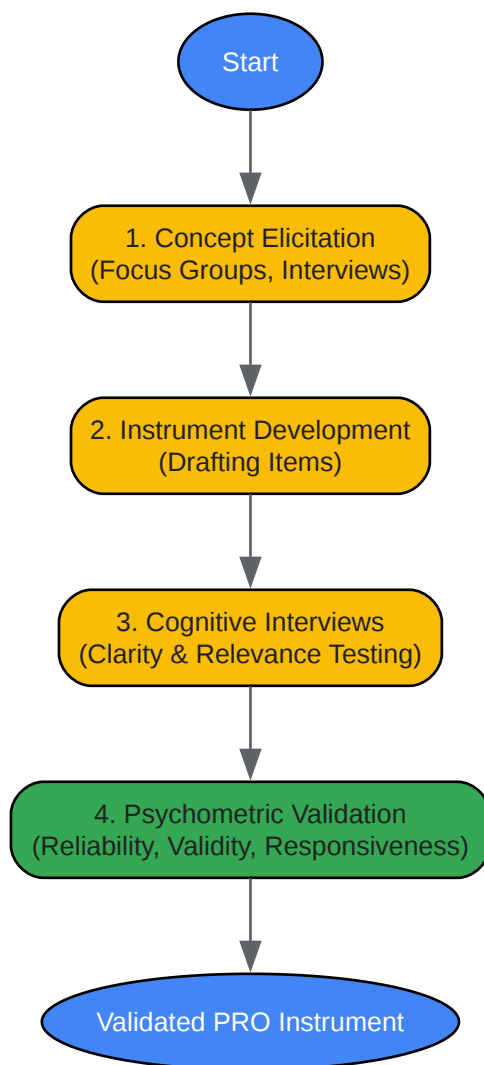 Start
1. Concept Elicitation
(Focus Groups, Interviews)
2. Instrument Development
(Drafting Items)
3. Cognitive Interviews
(Clarity & Relevance Testing)
4. Psychometric Validation
(Reliability, Validity, Responsiveness)
Validated PRO Instrument